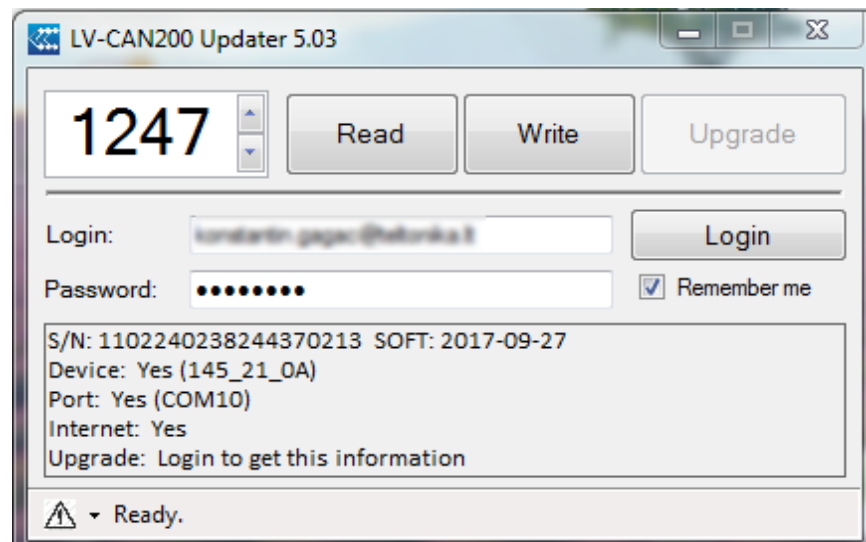 LV-CAN200 Updater 5.03
1247 Read Write Upgrade
Login: Login
Password: •••••••• Remember me
S/N: 1102240238244370213 SOFT: 2017-09-27
Device: Yes (145_21_0A)
Port: Yes (COM10)
Internet: Yes
Upgrade: Login to get this information
Ready.